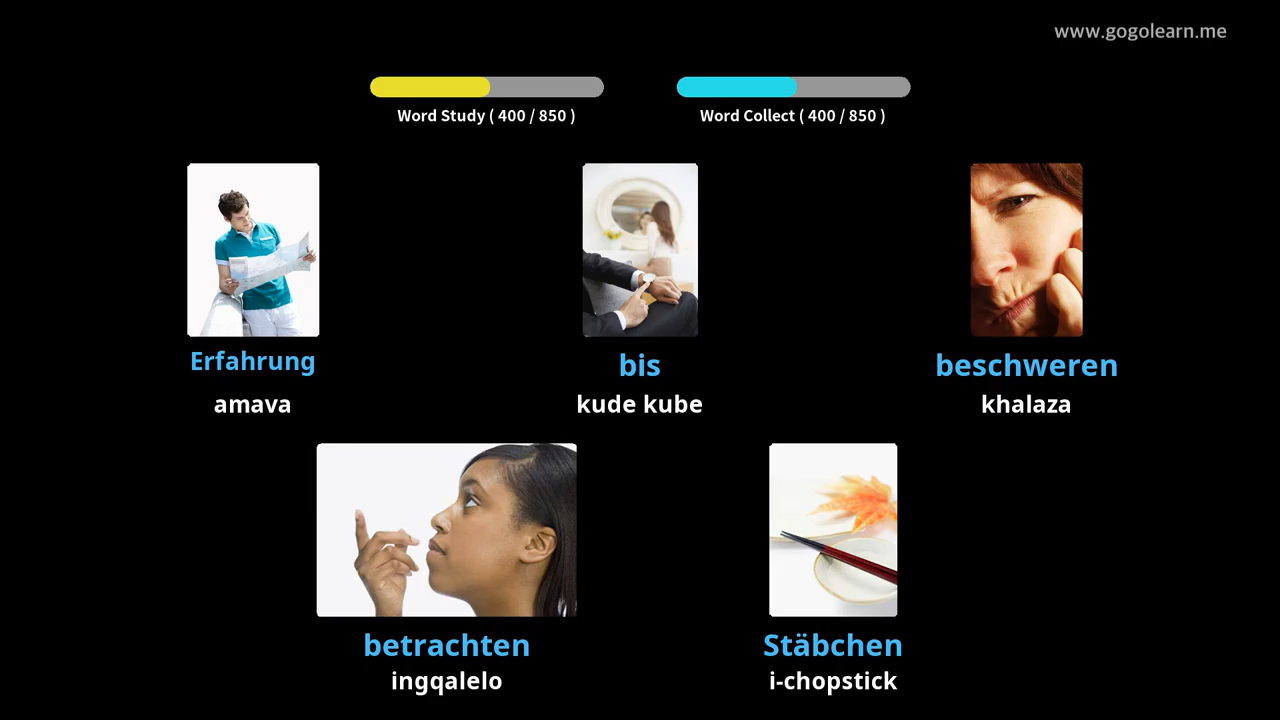 www.gogolearn.me
Word Study ( 400 / 850 )
Word Collect ( 400 / 850 )
Erfahrung
amava
bis
kude kube
beschweren
khalaza
betrachten
ingqalelo
Stäbchen
i-chopstick